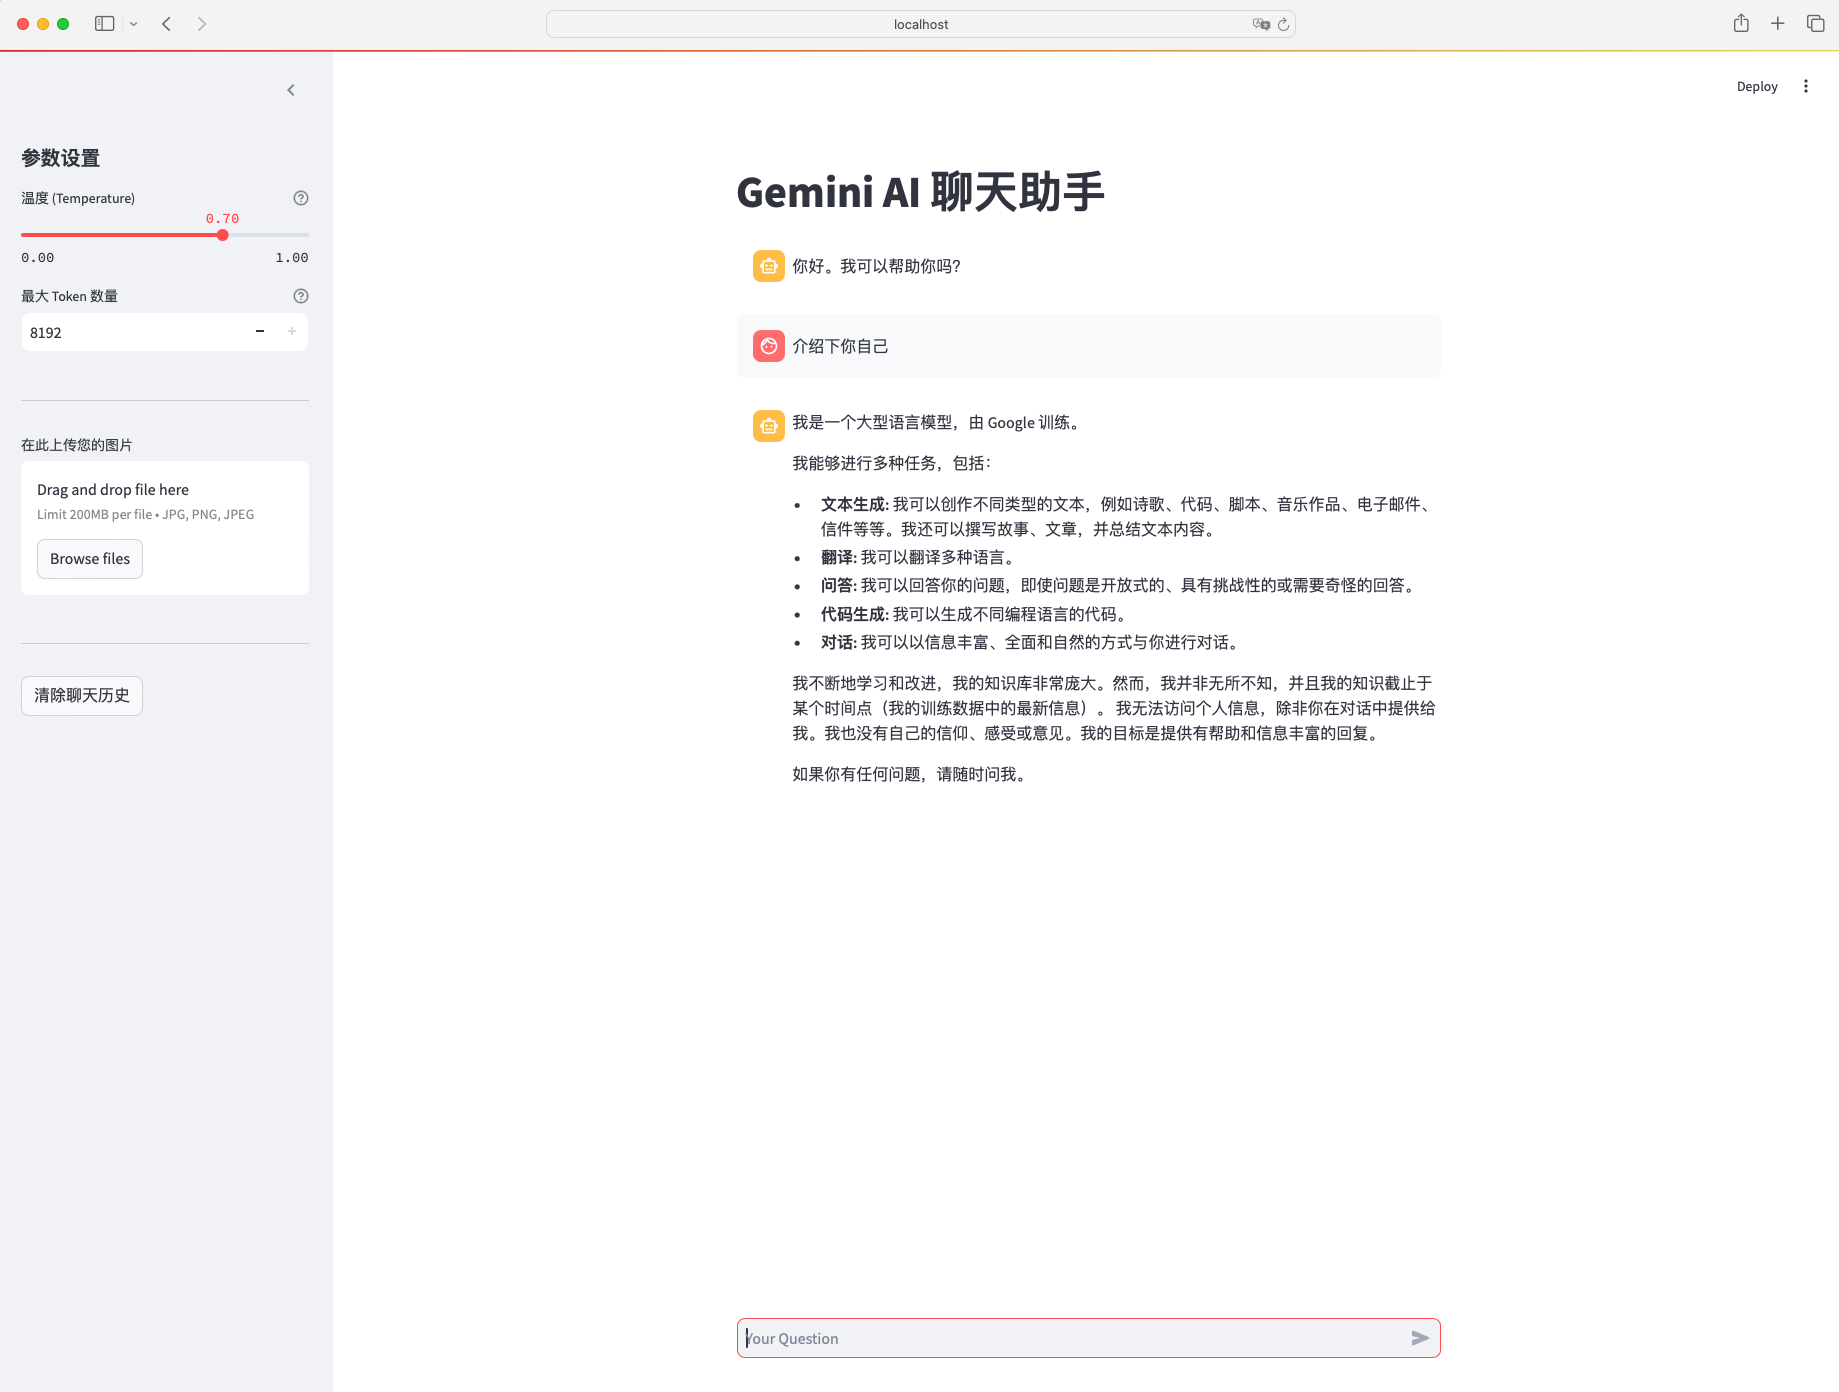 localhost
Deploy
参数设置
温度 (Temperature)
0.70
0.00
1.00
最大 Token 数量
8192
在此上传您的图片
Drag and drop file here
Limit 200MB per file • JPG, PNG, JPEG
Browse files
清除聊天历史
Gemini AI 聊天助手
你好。我可以帮助你吗?
介绍下你自己
我是一个大型语言模型，由 Google 训练。
我能够进行多种任务，包括：
• 文本生成: 我可以创作不同类型的文本，例如诗歌、代码、脚本、音乐作品、电子邮件、
信件等等。我还可以撰写故事、文章，并总结文本内容。
• 翻译: 我可以翻译多种语言。
• 问答: 我可以回答你的问题，即使问题是开放式的、具有挑战性的或需要奇怪的回答。
• 代码生成: 我可以生成不同编程语言的代码。
• 对话: 我可以以信息丰富、全面和自然的方式与你进行对话。
我不断地学习和改进，我的知识库非常庞大。然而，我并非无所不知，并且我的知识截止于
某个时间点（我的训练数据中的最新信息）。 我无法访问个人信息，除非你在对话中提供给
我。我也没有自己的信仰、感受或意见。我的目标是提供有帮助和信息丰富的回复。
如果你有任何问题，请随时问我。
Your Question